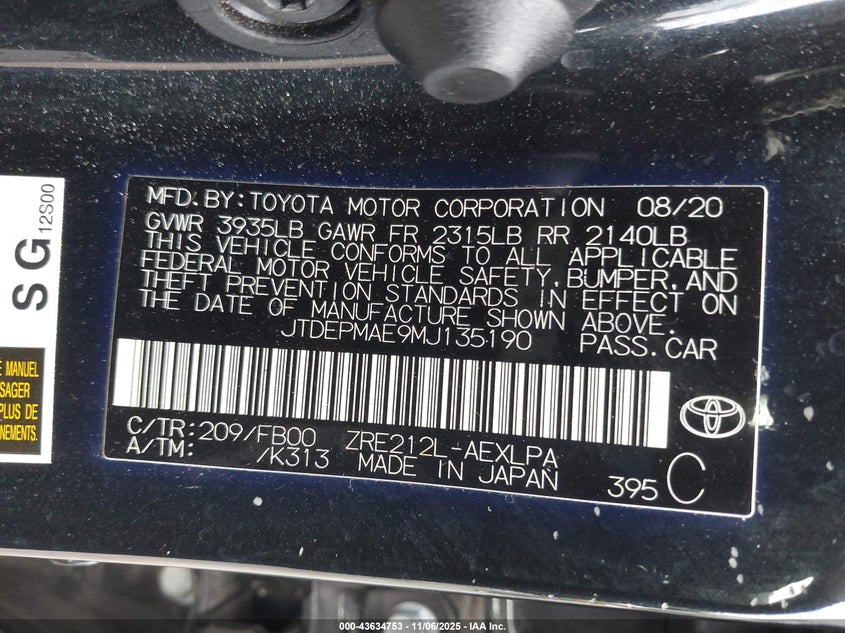 MFD.BY:TOYOTA MOTOR CORPORATION 08/20
GVWR 3935LB GAWR FR 2315LB RR 2140LB
THIS VEHICLE CONFORMS TO ALL APPLICABLE
FEDERAL MOTOR VEHICLE SAFETY,BUMPER,AND
THEFT PREVENTION STANDARDS IN EFFECT ON
THE DATE OF MANUFACTURE SHOWN ABOVE.
JTDEPMAE9MJ135190 PASS.CAR
C/TR:209/FB00 ZRE212L-AEXLPA
A/TM: /K313 MADE IN JAPAN
395 C
SG
12S00
E MANUEL
SAGER
PLUS DE
NEMENTS.
000-43634753 - 11/06/2025 - IAA Inc.